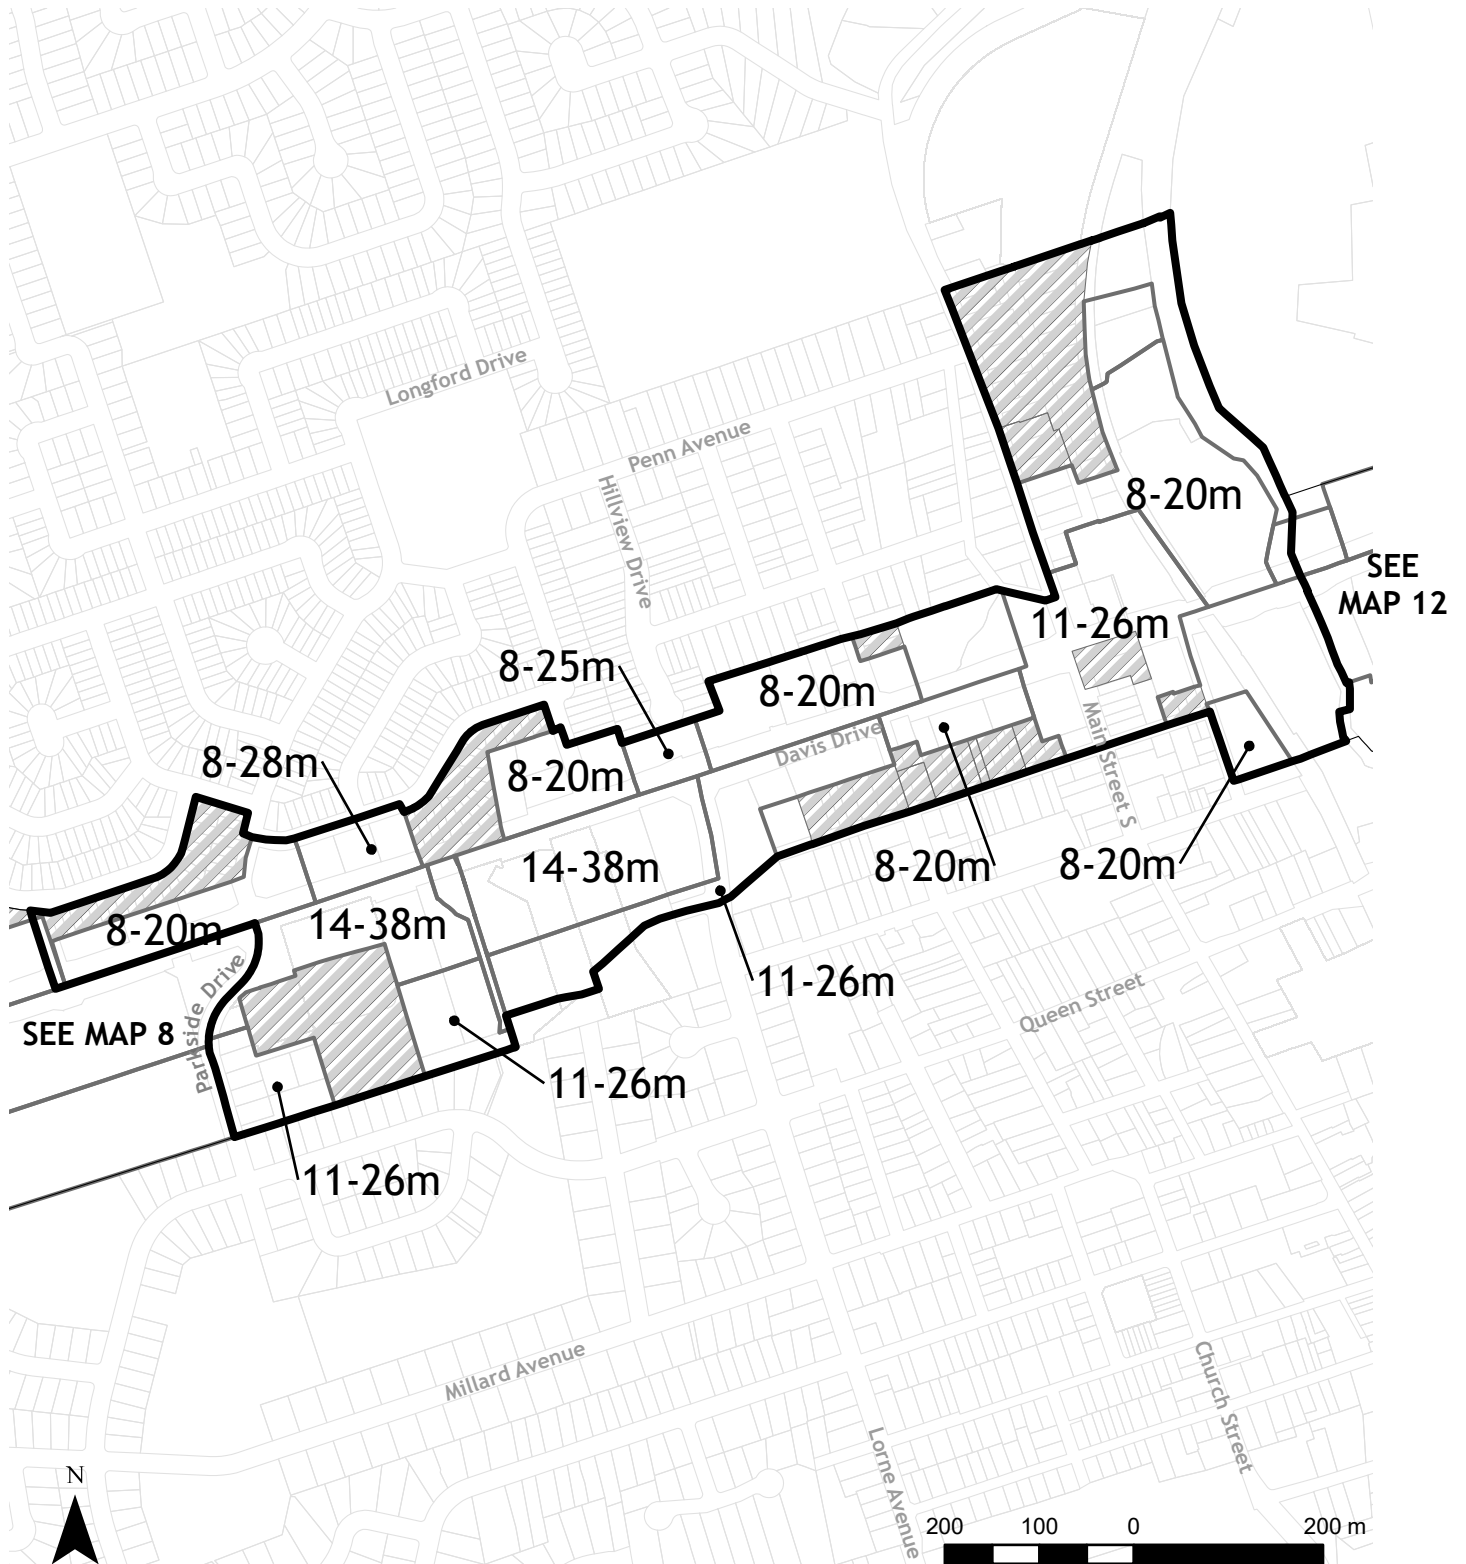 Longford Drive
Penn Avenue
Hillview Drive
8-20m
SEE
MAP 12
11-26m
8-25m
8-20m
Davis Drive
Main Street S
8-28m
8-20m
14-38m
8-20m
8-20m
8-20m
14-38m
11-26m
Parkside Drive
SEE MAP 8
Queen Street
11-26m
11-26m
Millard Avenue
Church Street
Lorne Avenue
N
200 100 0 200 m